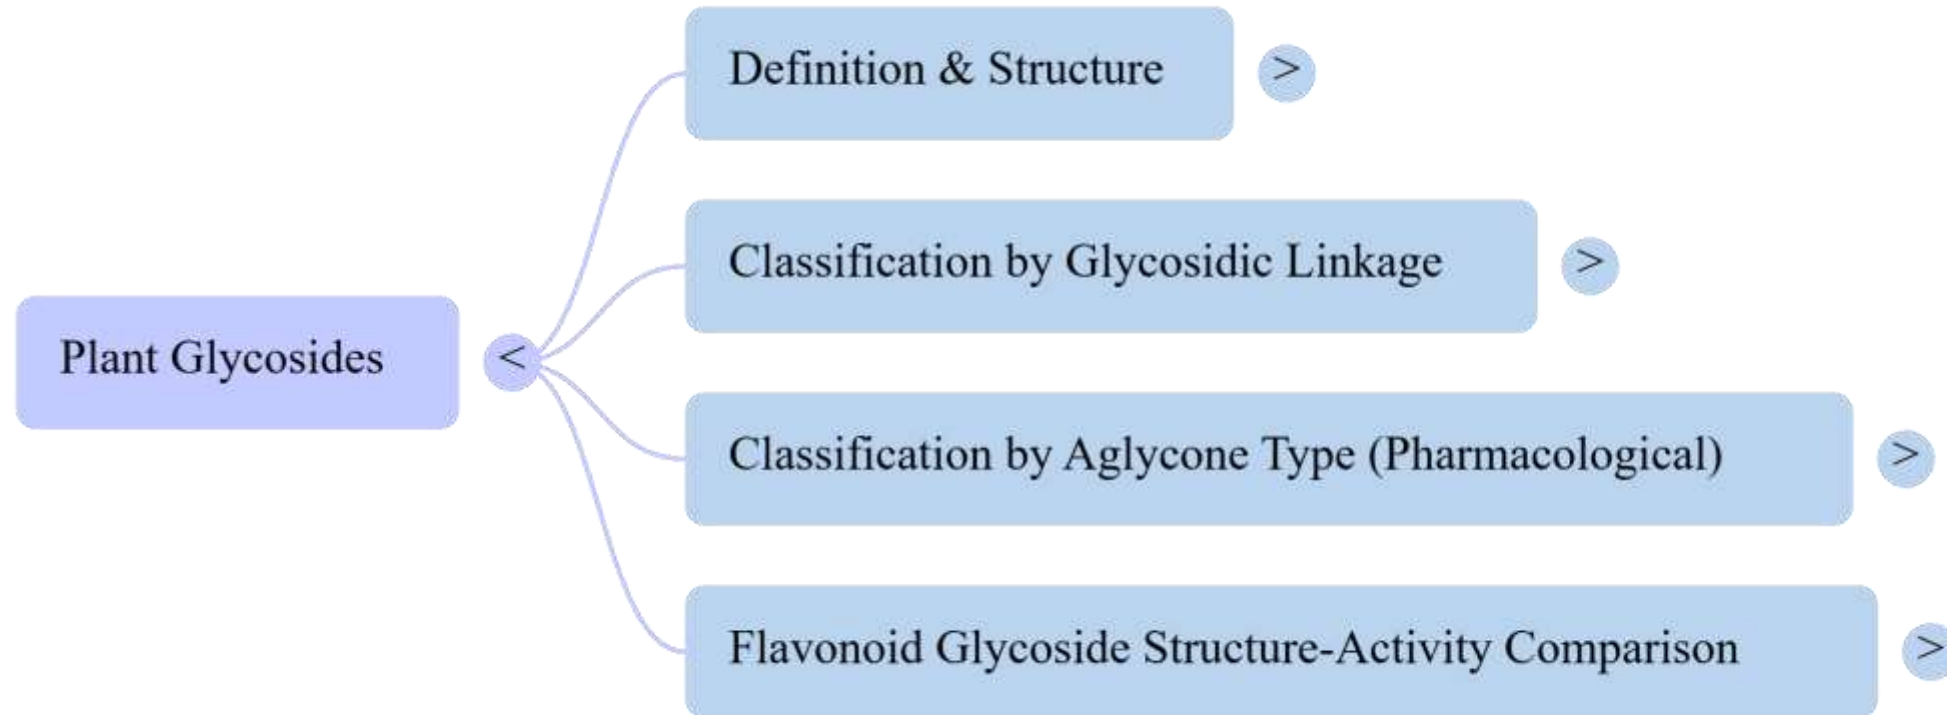 Definition & Structure >
Classification by Glycosidic Linkage >
Plant Glycosides <
Classification by Aglycone Type (Pharmacological) >
Flavonoid Glycoside Structure-Activity Comparison >